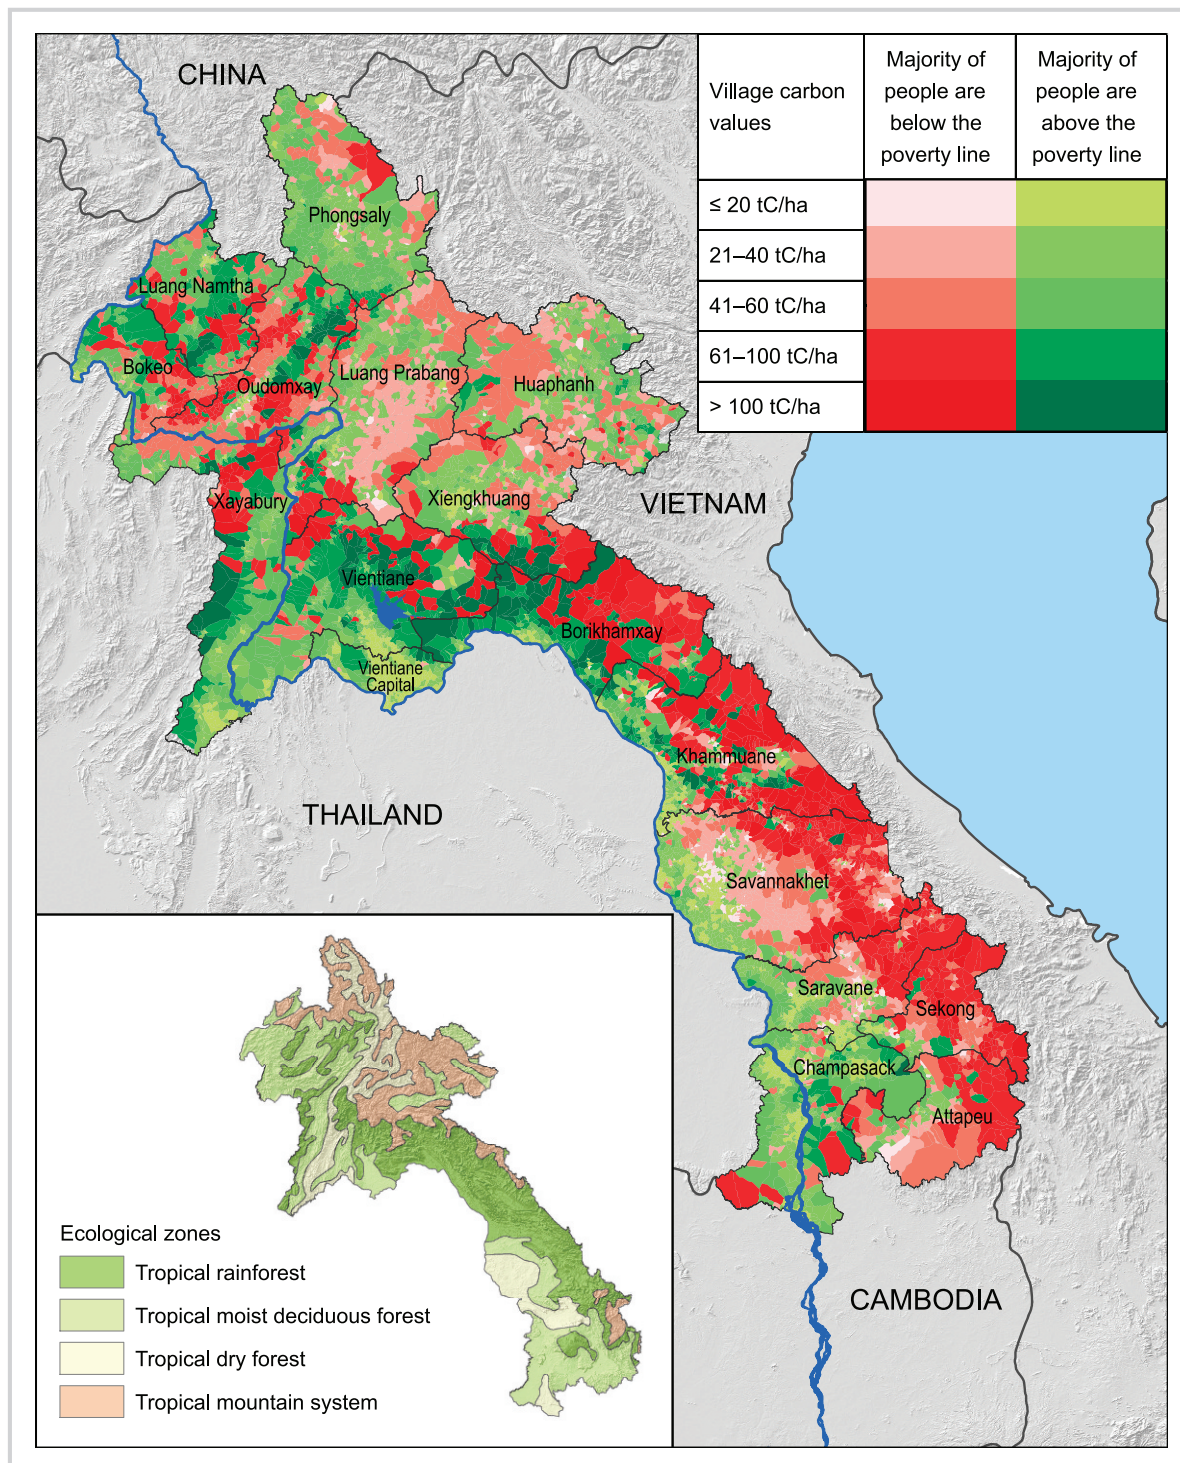 CHINA
Village carbon
values
Majority of
people are
below the
poverty line
Majority of
people are
above the
poverty line
≤ 20 tC/ha
21–40 tC/ha
41–60 tC/ha
61–100 tC/ha
> 100 tC/ha
Phongsaly
Luang Namtha
Bokeo
Oudomxay
Luang Prabang
Huaphanh
Xayabury
Xiengkhuang
VIETNAM
Vientiane
Borikhamxay
Vientiane
Capital
Khammuane
THAILAND
Savannakhet
Saravane
Sekong
Champasack
Attapeu
CAMBODIA
Ecological zones
Tropical rainforest
Tropical moist deciduous forest
Tropical dry forest
Tropical mountain system